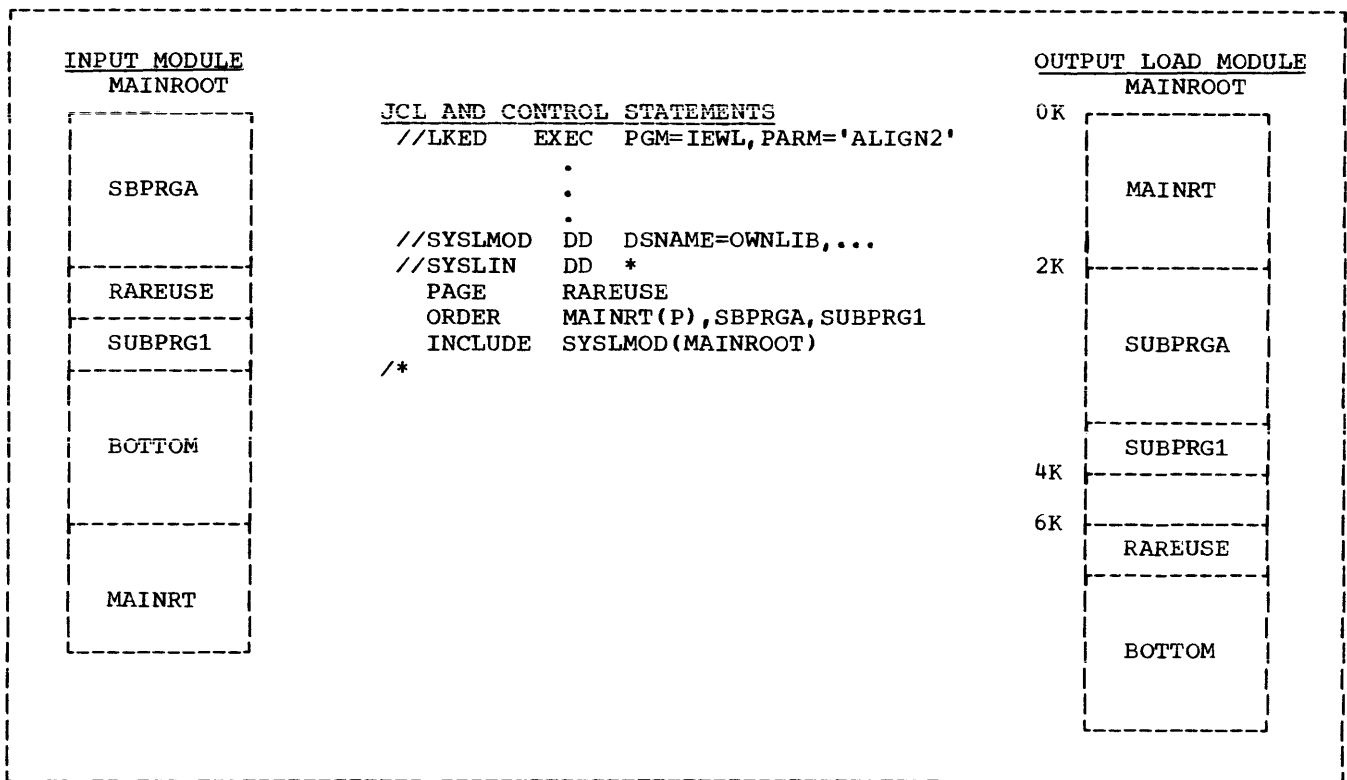 INPUT MODULE
MAINROOT
SBPRGA
RAREUSE
SUBPRG1
BOTTOM
MAINRT
JCL AND CONTROL STATEMENTS
//LKED EXEC PGM=IEWL,PARM='ALIGN2'
.
.
.
//SYSLMOD DD DSNAME=OWNLIB,...
//SYSLIN DD *
PAGE RAREUSE
ORDER MAINRT(P),SBPRGA,SUBPRG1
INCLUDE SYSLMOD(MAINROOT)
/*
OUTPUT LOAD MODULE
MAINROOT
0K
MAINRT
2K
SUBPRGA
SUBPRG1
4K
6K
RAREUSE
BOTTOM